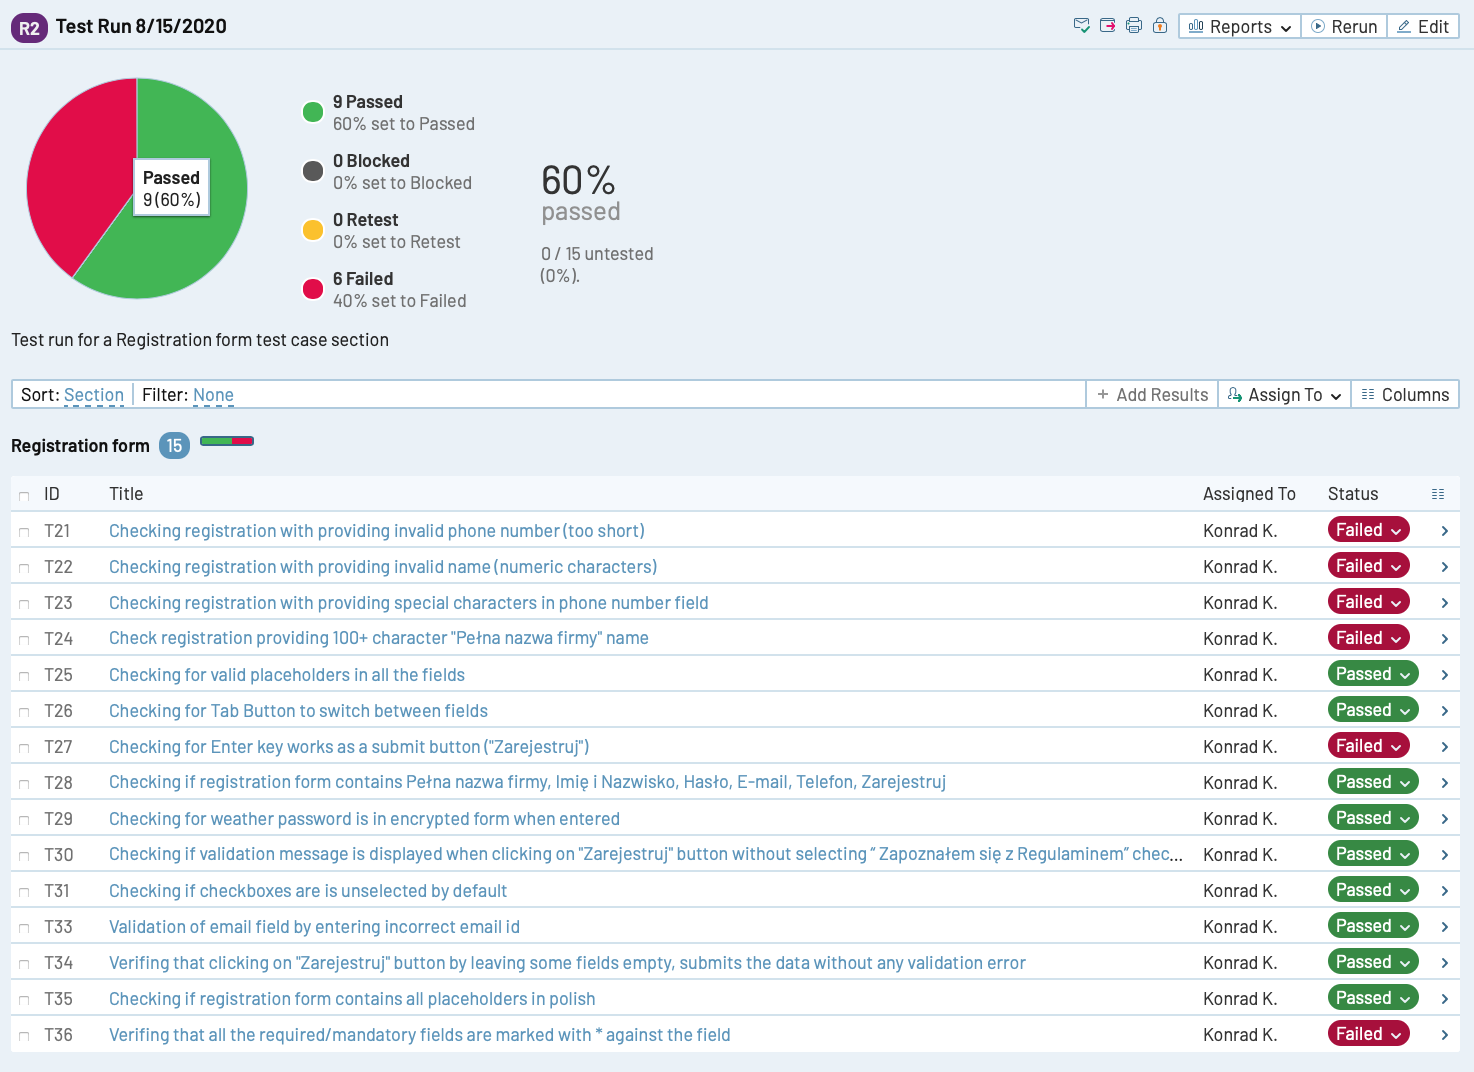 R2 Test Run 8/15/2020 Reports Rerun Edit
9 Passed
60% set to Passed
0 Blocked
0% set to Blocked
0 Retest
0% set to Retest
6 Failed
40% set to Failed
Passed
9 (60%)
60%
passed
0 / 15 untested
(0%).
Test run for a Registration form test case section
Sort: Section Filter: None + Add Results Assign To Columns
Registration form 15
ID Title Assigned To Status
T21 Checking registration with providing invalid phone number (too short) Konrad K. Failed
T22 Checking registration with providing invalid name (numeric characters) Konrad K. Failed
T23 Checking registration with providing special characters in phone number field Konrad K. Failed
T24 Check registration providing 100+ character "Pełna nazwa firmy" name Konrad K. Failed
T25 Checking for valid placeholders in all the fields Konrad K. Passed
T26 Checking for Tab Button to switch between fields Konrad K. Passed
T27 Checking for Enter key works as a submit button ("Zarejestruj") Konrad K. Failed
T28 Checking if registration form contains Pełna nazwa firmy, Imię i Nazwisko, Hasło, E-mail, Telefon, Zarejestruj Konrad K. Passed
T29 Checking for weather password is in encrypted form when entered Konrad K. Passed
T30 Checking if validation message is displayed when clicking on "Zarejestruj" button without selecting “ Zapoznałem się z Regulaminem” chec... Konrad K. Passed
T31 Checking if checkboxes are is unselected by default Konrad K. Passed
T33 Validation of email field by entering incorrect email id Konrad K. Passed
T34 Verifing that clicking on "Zarejestruj" button by leaving some fields empty, submits the data without any validation error Konrad K. Passed
T35 Checking if registration form contains all placeholders in polish Konrad K. Passed
T36 Verifing that all the required/mandatory fields are marked with * against the field Konrad K. Failed